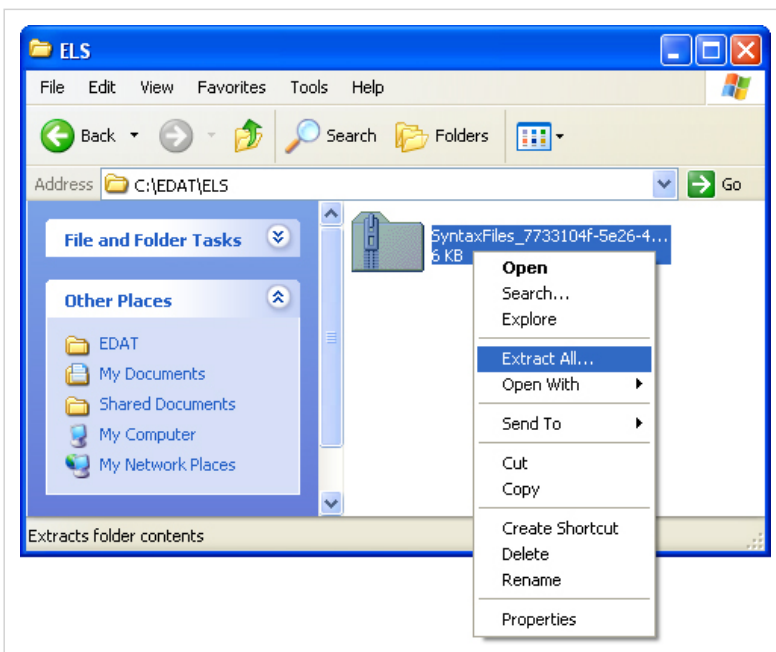 ELS
File Edit View Favorites Tools Help
Back Search Folders
Address C:\EDAT\ELS Go
File and Folder Tasks
Other Places
EDAT
My Documents
Shared Documents
My Computer
My Network Places
SyntaxFiles_7733104f-5e26-4...
6 KB
Open
Search...
Explore
Extract All...
Open With
Send To
Cut
Copy
Create Shortcut
Delete
Rename
Properties
Extracts folder contents